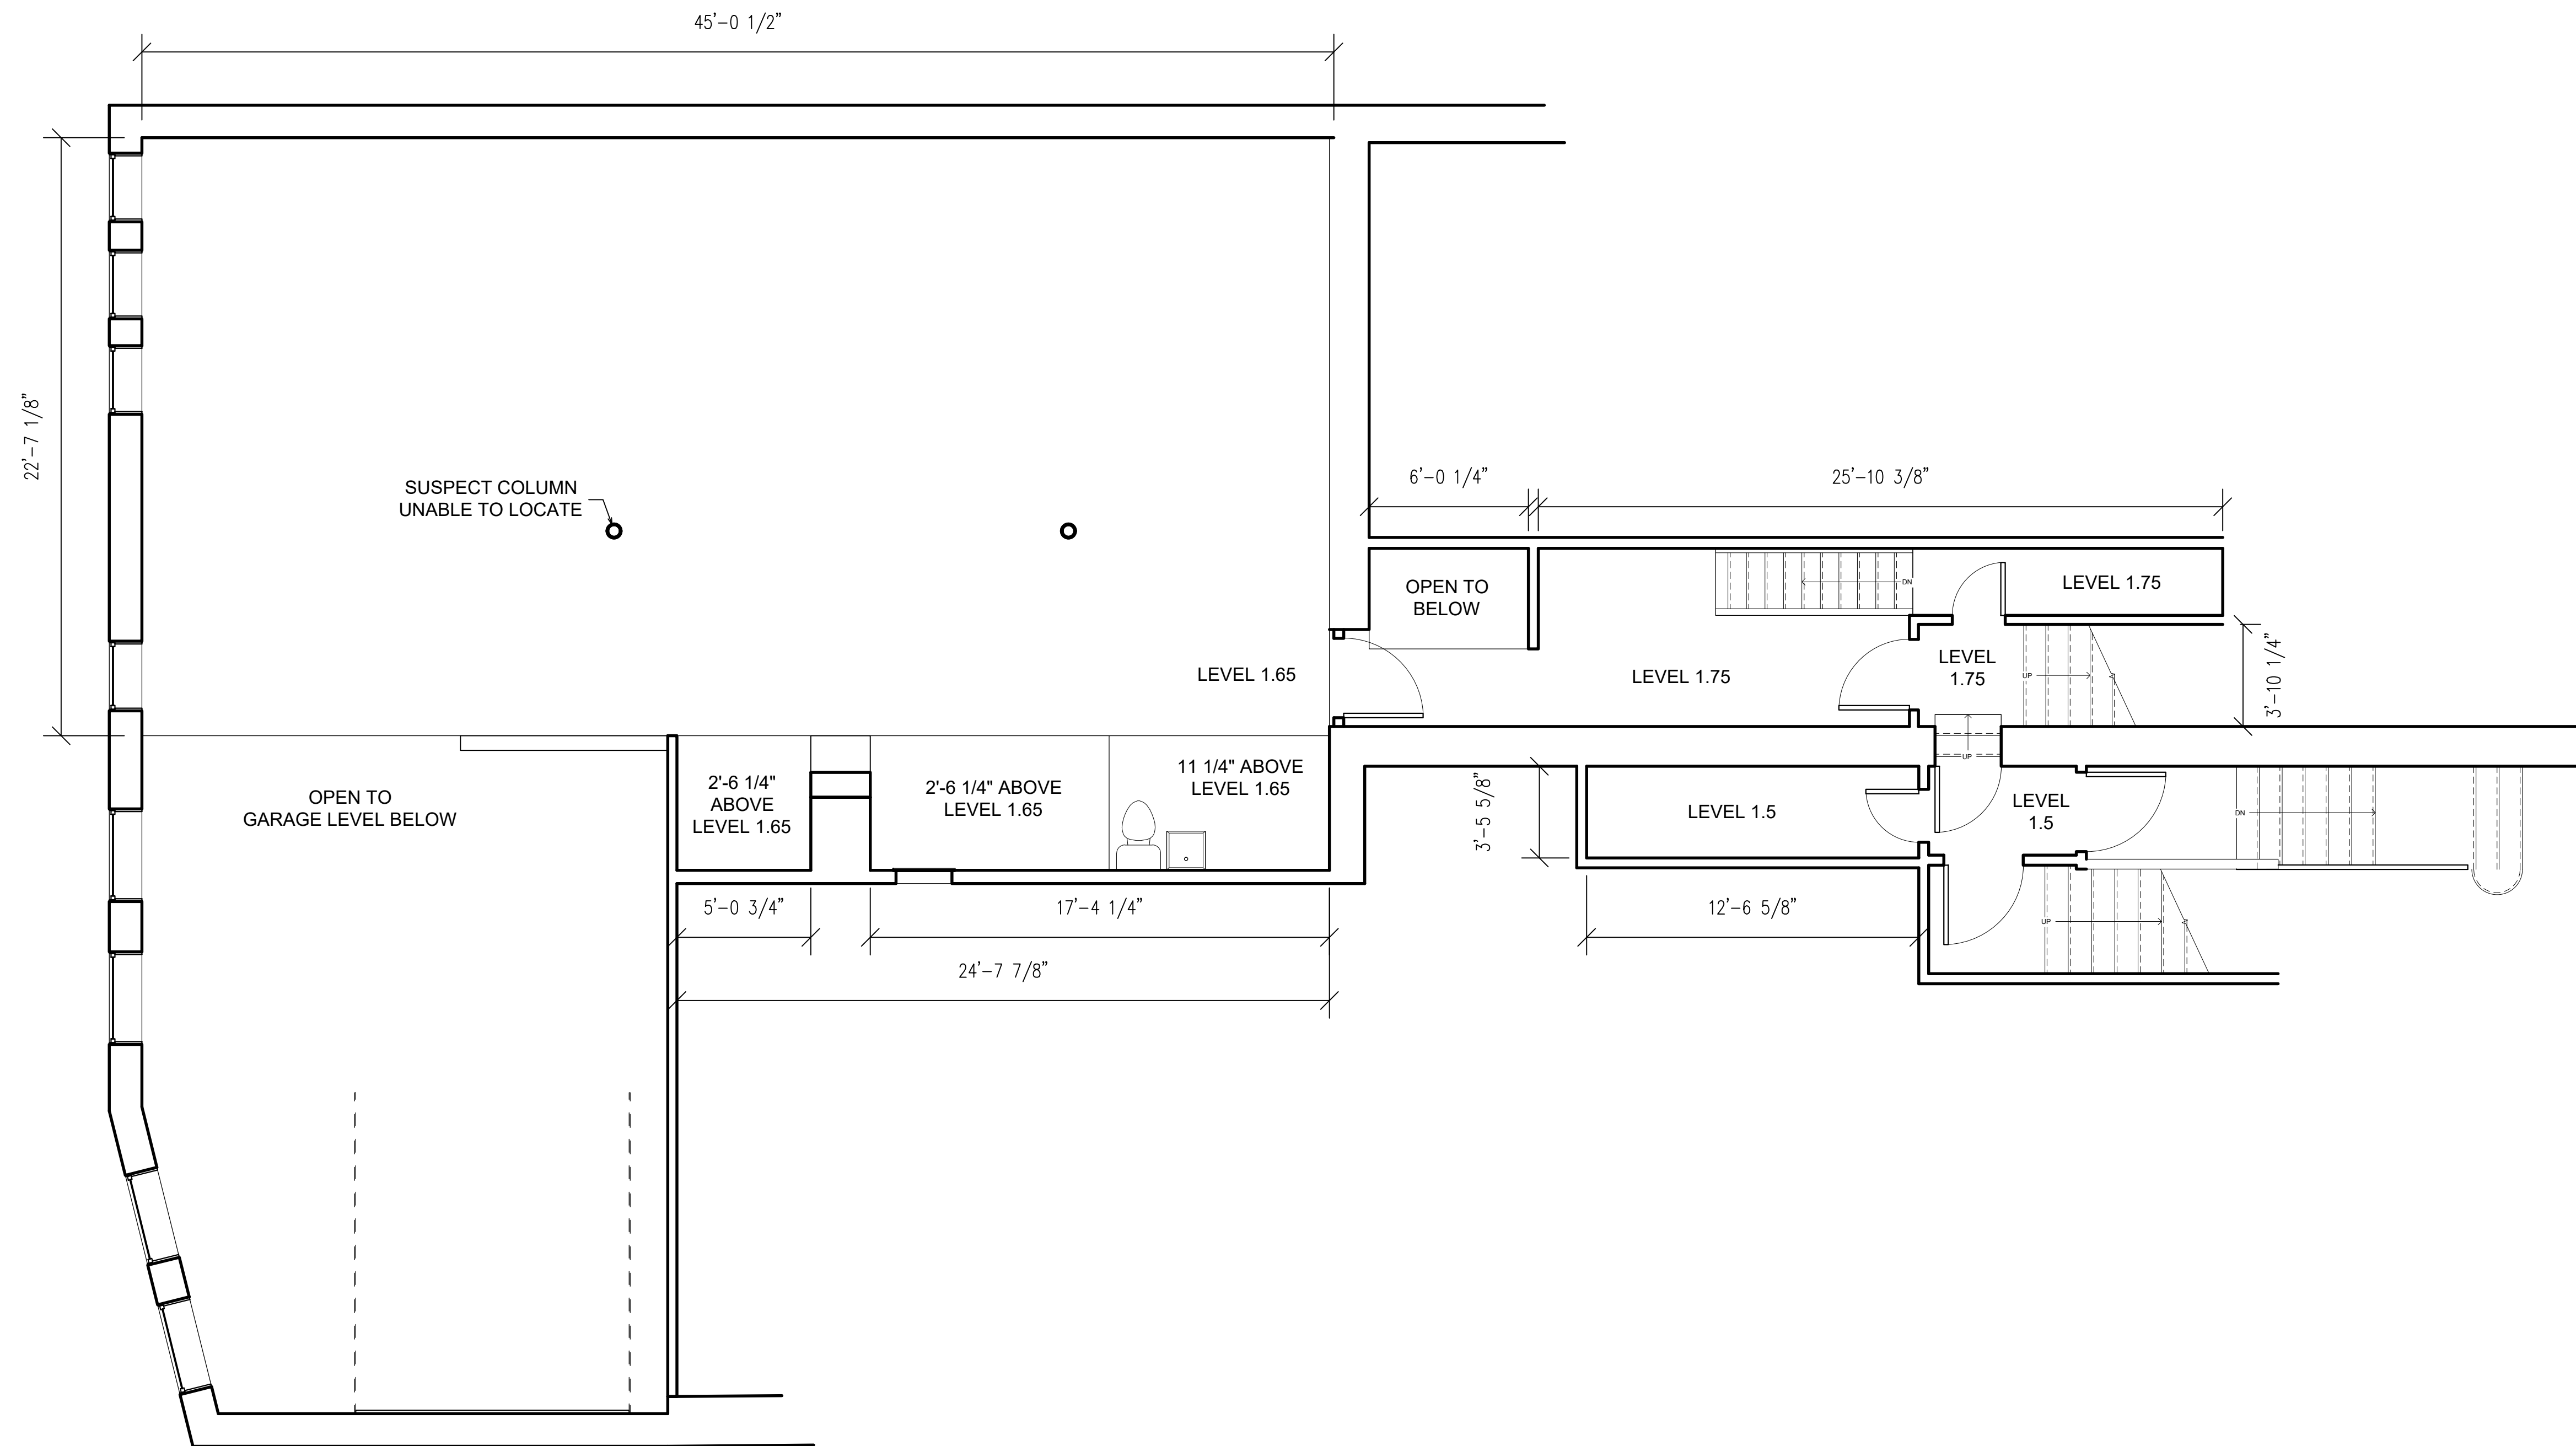 45'-0 1/2"
22'-7 1/8"
SUSPECT COLUMN
UNABLE TO LOCATE
6'-0 1/4"
25'-10 3/8"
OPEN TO
BELOW
DN
LEVEL 1.75
LEVEL 1.65
LEVEL 1.75
LEVEL
1.75
UP
3'-10 1/4"
OPEN TO
GARAGE LEVEL BELOW
2'-6 1/4"
ABOVE
LEVEL 1.65
2'-6 1/4" ABOVE
LEVEL 1.65
11 1/4" ABOVE
LEVEL 1.65
3'-5 5/8"
LEVEL 1.5
UP
LEVEL
1.5
DN
5'-0 3/4"
17'-4 1/4"
12'-6 5/8"
UP
24'-7 7/8"